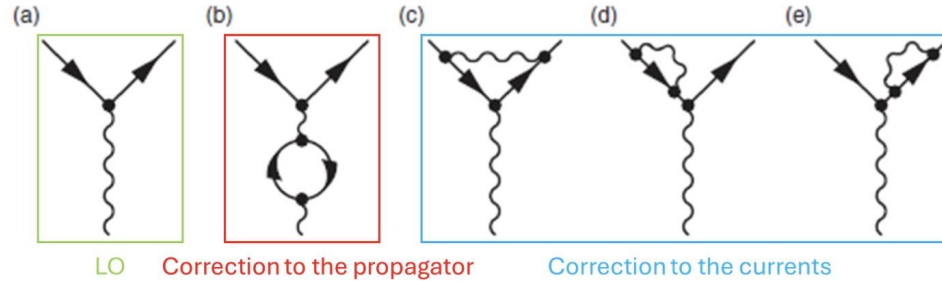 (a) (b) (c) (d) (e)
LO Correction to the propagator Correction to the currents